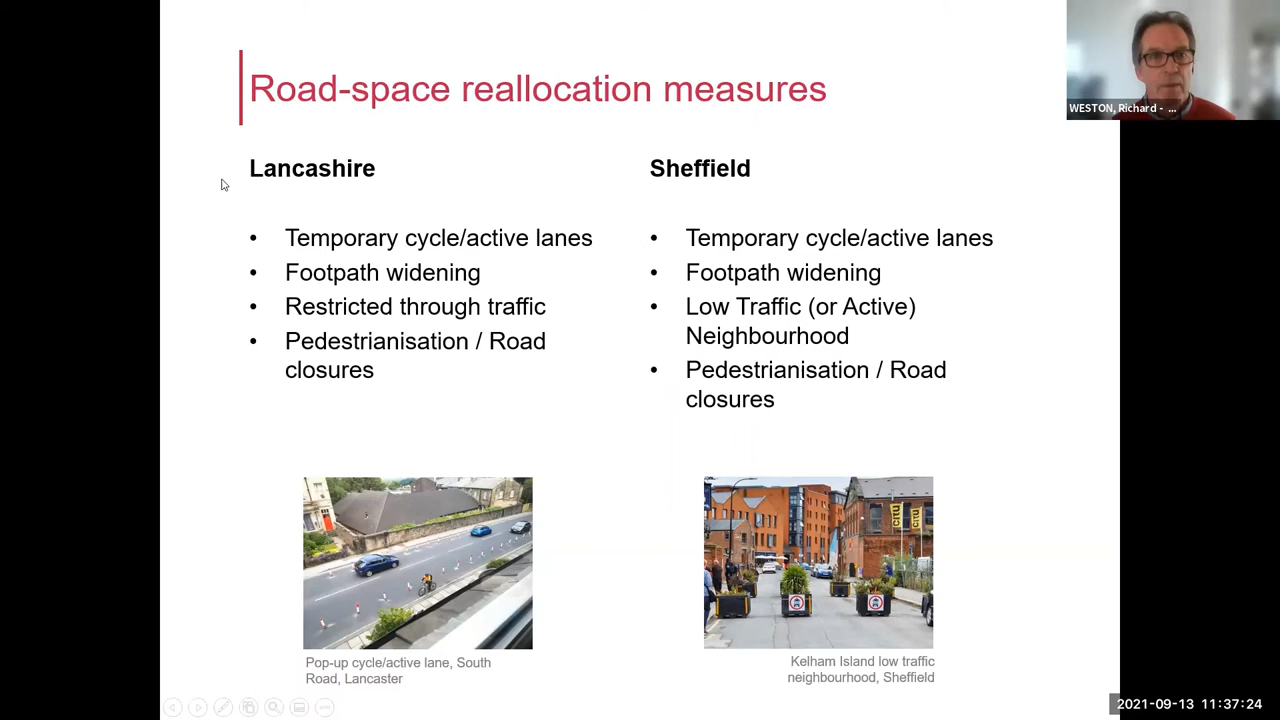 Road-space reallocation measures
WESTON, Richard - ...
Lancashire
• Temporary cycle/active lanes
• Footpath widening
• Restricted through traffic
• Pedestrianisation / Road
closures
Sheffield
• Temporary cycle/active lanes
• Footpath widening
• Low Traffic (or Active)
Neighbourhood
• Pedestrianisation / Road
closures
CITU
CITU
Pop-up cycle/active lane, South
Road, Lancaster
Kelham Island low traffic
neighbourhood, Sheffield
2021-09-13 11:37:24